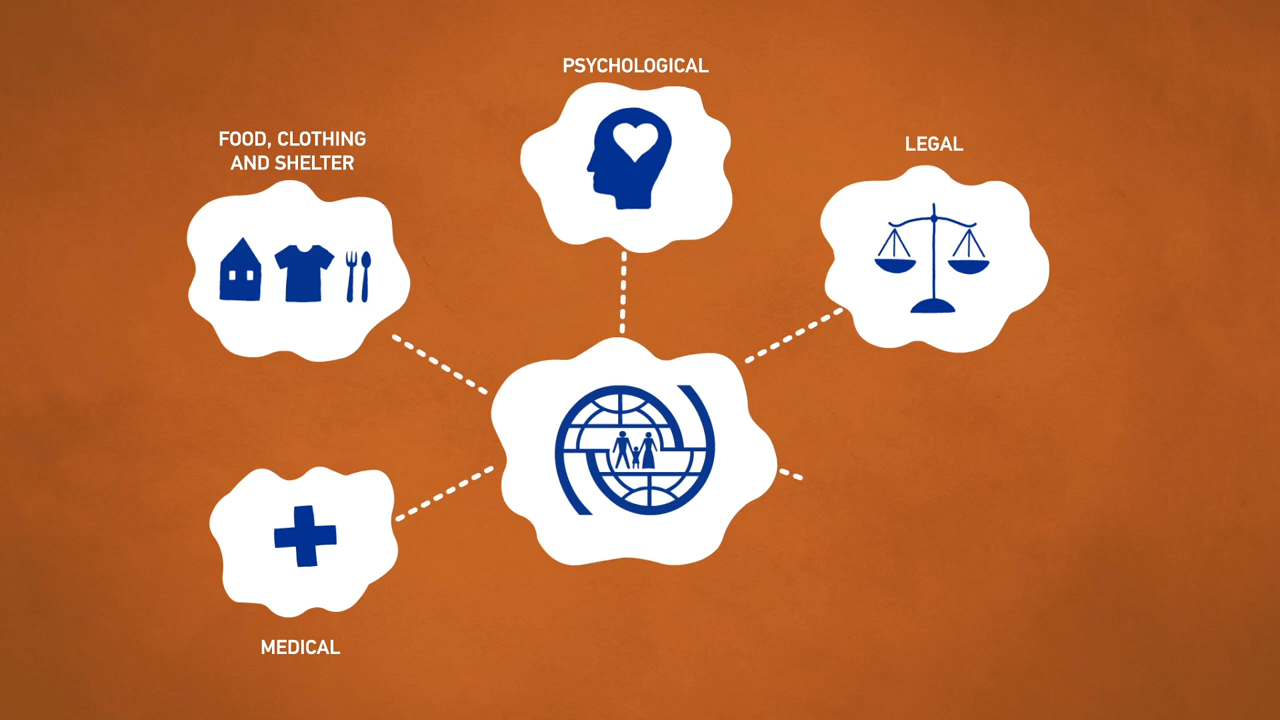 PSYCHOLOGICAL
FOOD, CLOTHING
AND SHELTER
LEGAL
MEDICAL